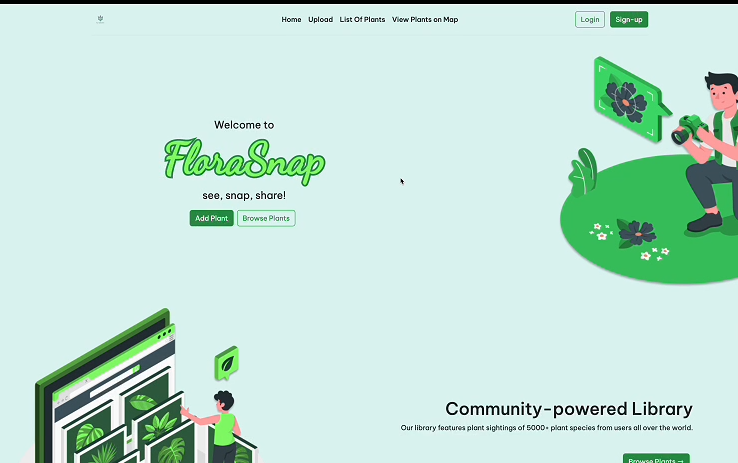 Home Upload List Of Plants View Plants on Map
Login Sign-up
Welcome to
FloraSnap
see, snap, share!
Add Plant Browse Plants
Community-powered Library
Our library features plant sightings of 5000+ plant species from users all over the world.
Browse Plants →